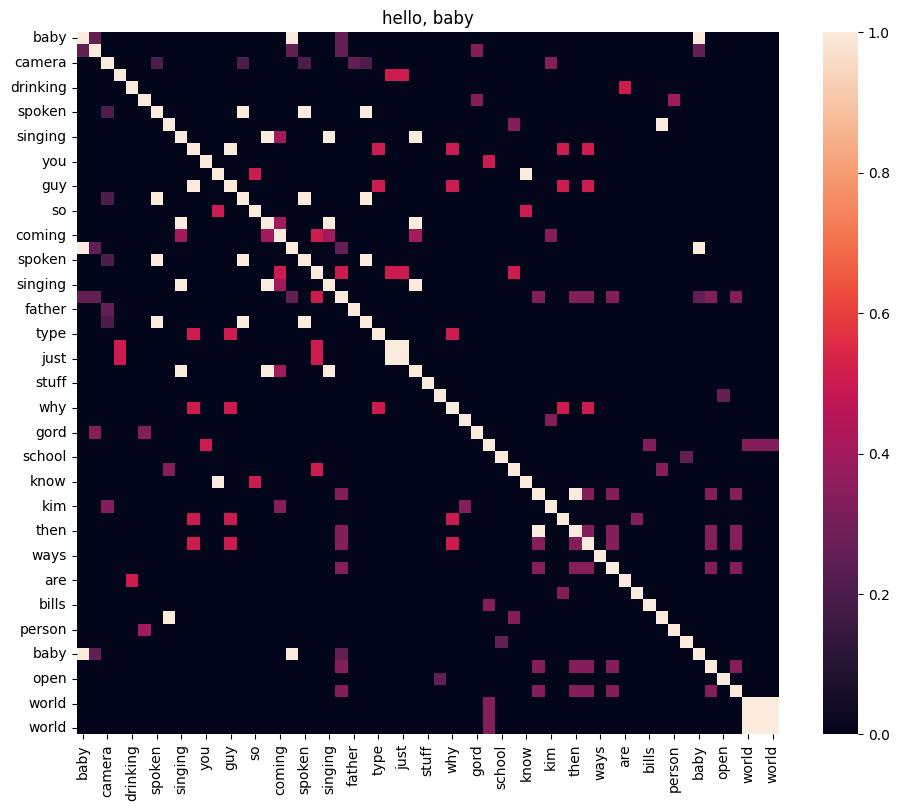 hello, baby
baby
camera
drinking
spoken
singing
you
guy
so
coming
spoken
singing
father
type
just
stuff
why
gord
school
know
kim
then
ways
are
bills
person
baby
open
world
world
baby
camera
drinking
spoken
singing
you
guy
so
coming
spoken
singing
father
type
just
stuff
why
gord
school
know
kim
then
ways
are
bills
person
baby
open
world
world
1.0
0.8
0.6
0.4
0.2
0.0